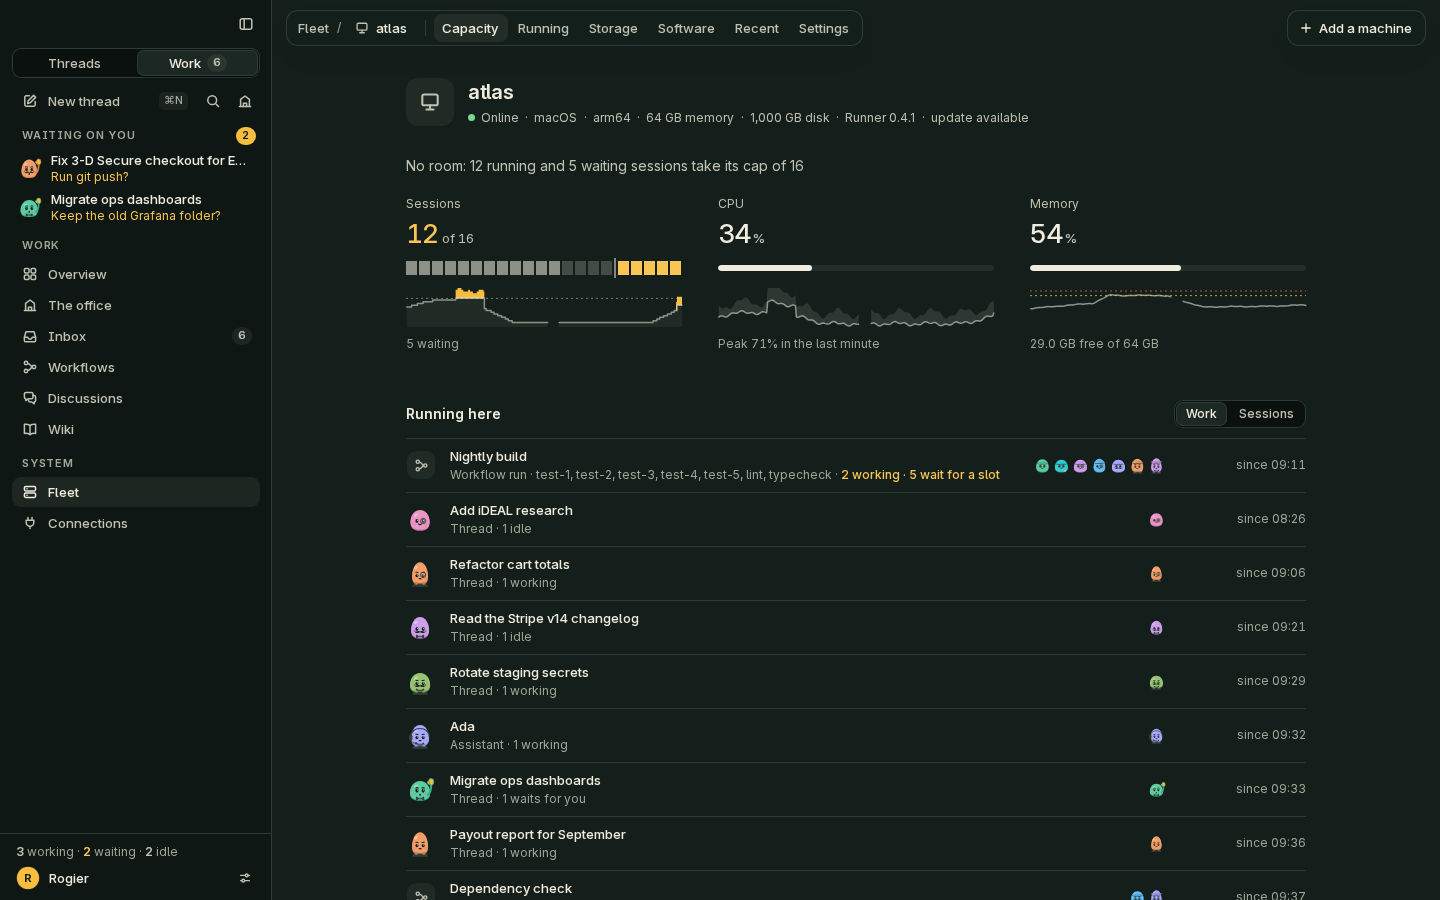 Threads
Work 6
New thread ⌘N
WAITING ON YOU 2
Fix 3-D Secure checkout for E…
Run git push?
Migrate ops dashboards
Keep the old Grafana folder?
WORK
Overview
The office
Inbox 6
Workflows
Discussions
Wiki
SYSTEM
Fleet
Connections
3 working · 2 waiting · 2 idle
R Rogier
Fleet / atlas Capacity Running Storage Software Recent Settings
+ Add a machine
atlas
Online · macOS · arm64 · 64 GB memory · 1,000 GB disk · Runner 0.4.1 · update available
No room: 12 running and 5 waiting sessions take its cap of 16
Sessions
12 of 16
5 waiting
CPU
34%
Peak 71% in the last minute
Memory
54%
29.0 GB free of 64 GB
Running here
Work Sessions
Nightly build
Workflow run · test-1, test-2, test-3, test-4, test-5, lint, typecheck · 2 working · 5 wait for a slot
since 09:11
Add iDEAL research
Thread · 1 idle
since 08:26
Refactor cart totals
Thread · 1 working
since 09:06
Read the Stripe v14 changelog
Thread · 1 idle
since 09:21
Rotate staging secrets
Thread · 1 working
since 09:29
Ada
Assistant · 1 working
since 09:32
Migrate ops dashboards
Thread · 1 waits for you
since 09:33
Payout report for September
Thread · 1 working
since 09:36
Dependency check
since 09:37